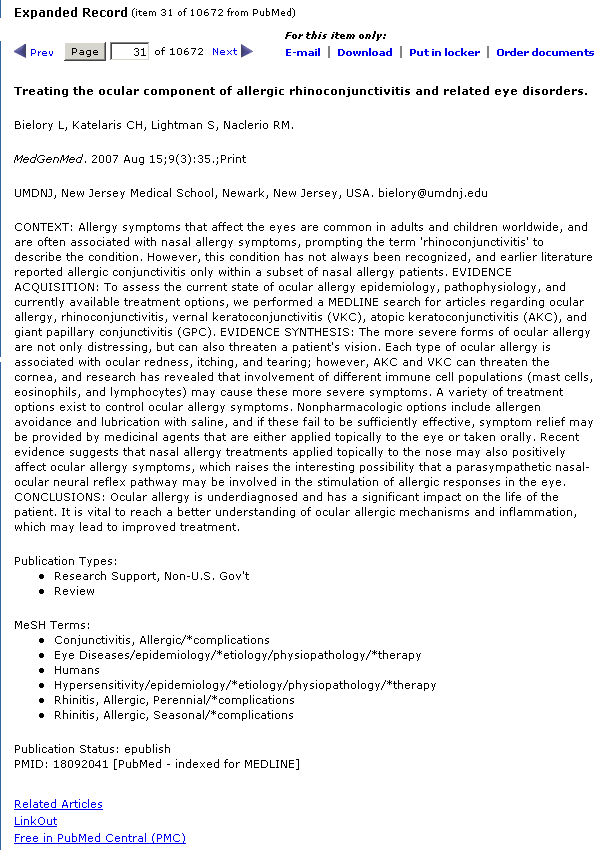 Expanded Record (item 31 of 10672 from PubMed)
For this item only:
Prev Page 31 of 10672 Next E-mail | Download | Put in locker | Order documents
Treating the ocular component of allergic rhinoconjunctivitis and related eye disorders.
Bielory L, Katelaris CH, Lightman S, Naclerio RM.
MedGenMed. 2007 Aug 15;9(3):35.;Print
UMDNJ, New Jersey Medical School, Newark, New Jersey, USA. bielory@umdnj.edu
CONTEXT: Allergy symptoms that affect the eyes are common in adults and children worldwide, and
are often associated with nasal allergy symptoms, prompting the term 'rhinoconjunctivitis' to
describe the condition. However, this condition has not always been recognized, and earlier literature
reported allergic conjunctivitis only within a subset of nasal allergy patients. EVIDENCE
ACQUISITION: To assess the current state of ocular allergy epidemiology, pathophysiology, and
currently available treatment options, we performed a MEDLINE search for articles regarding ocular
allergy, rhinoconjunctivitis, vernal keratoconjunctivitis (VKC), atopic keratoconjunctivitis (AKC), and
giant papillary conjunctivitis (GPC). EVIDENCE SYNTHESIS: The more severe forms of ocular allergy
are not only distressing, but can also threaten a patient's vision. Each type of ocular allergy is
associated with ocular redness, itching, and tearing; however, AKC and VKC can threaten the
cornea, and research has revealed that involvement of different immune cell populations (mast cells,
eosinophils, and lymphocytes) may cause these more severe symptoms. A variety of treatment
options exist to control ocular allergy symptoms. Nonpharmacologic options include allergen
avoidance and lubrication with saline, and if these fail to be sufficiently effective, symptom relief may
be provided by medicinal agents that are either applied topically to the eye or taken orally. Recent
evidence suggests that nasal allergy treatments applied topically to the nose may also positively
affect ocular allergy symptoms, which raises the interesting possibility that a parasympathetic nasal-
ocular neural reflex pathway may be involved in the stimulation of allergic responses in the eye.
CONCLUSIONS: Ocular allergy is underdiagnosed and has a significant impact on the life of the
patient. It is vital to reach a better understanding of ocular allergic mechanisms and inflammation,
which may lead to improved treatment.
Publication Types:
• Research Support, Non-U.S. Gov't
• Review
MeSH Terms:
• Conjunctivitis, Allergic/*complications
• Eye Diseases/epidemiology/*etiology/physiopathology/*therapy
• Humans
• Hypersensitivity/epidemiology/*etiology/physiopathology/*therapy
• Rhinitis, Allergic, Perennial/*complications
• Rhinitis, Allergic, Seasonal/*complications
Publication Status: epublish
PMID: 18092041 [PubMed - indexed for MEDLINE]
Related Articles
LinkOut
Free in PubMed Central (PMC)